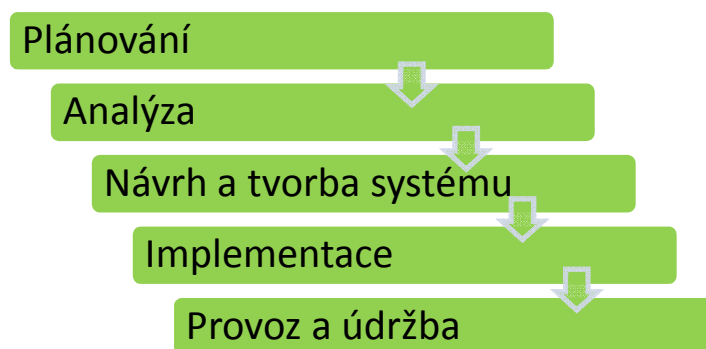 Plánování
Analýza
Návrh a tvorba systému
Implementace
Provoz a údržba